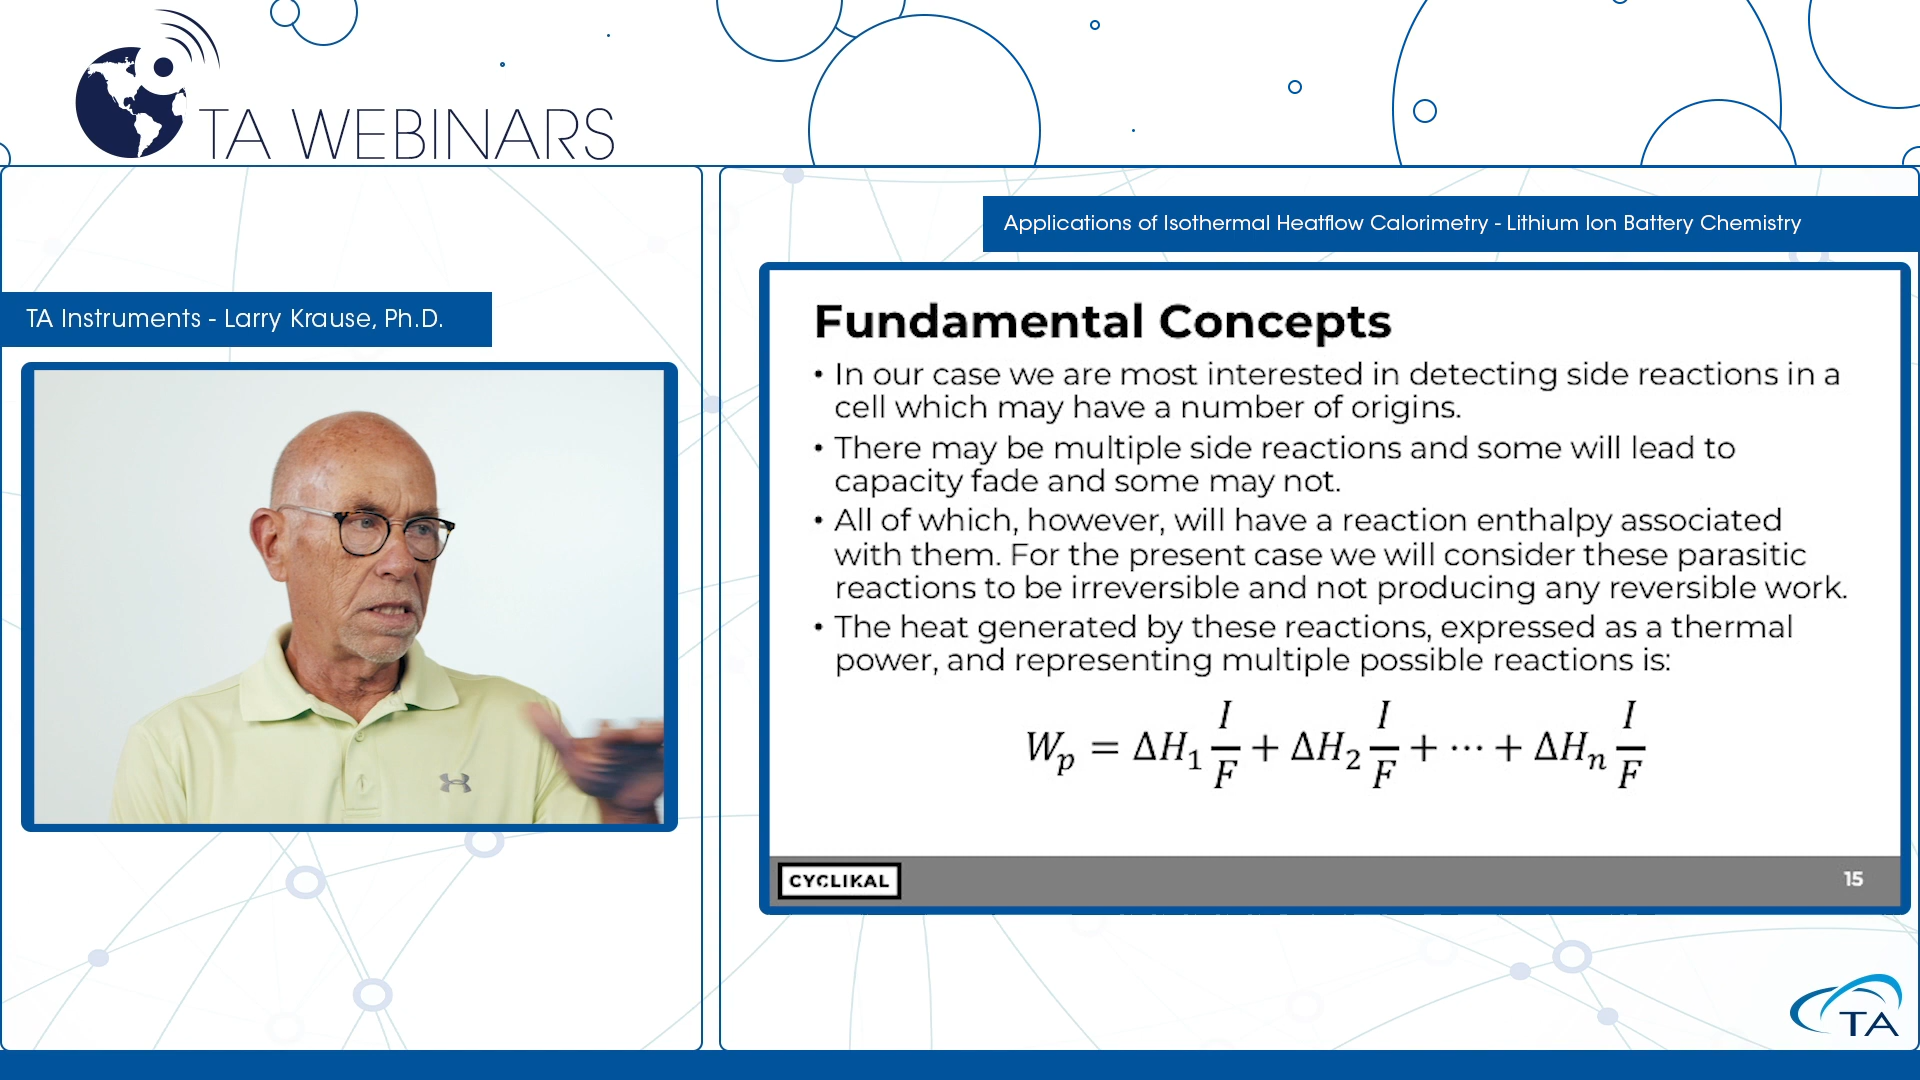 TA WEBINARS
Applications of Isothermal Heatflow Calorimetry - Lithium Ion Battery Chemistry
TA Instruments - Larry Krause, Ph.D.
Fundamental Concepts
• In our case we are most interested in detecting side reactions in a
cell which may have a number of origins.
• There may be multiple side reactions and some will lead to
capacity fade and some may not.
• All of which, however, will have a reaction enthalpy associated
with them. For the present case we will consider these parasitic
reactions to be irreversible and not producing any reversible work.
• The heat generated by these reactions, expressed as a thermal
power, and representing multiple possible reactions is:
W_p = ΔH_1 I/F + ΔH_2 I/F + ⋯ + ΔH_n I/F
CYCLIKAL
15
TA